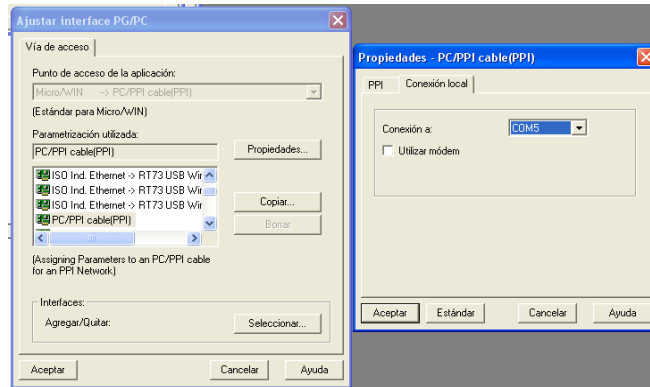 Ajustar interface PG/PC
Vía de acceso
Punto de acceso de la aplicación:
Micro/WIN --> PC/PPI cable(PPI)
(Estándar para Micro/WIN)
Parametrización utilizada:
PC/PPI cable(PPI)
Propiedades...
ISO Ind. Ethernet -> RT73 USB Wir
ISO Ind. Ethernet -> RT73 USB Wir
ISO Ind. Ethernet -> RT73 USB Wir
PC/PPI cable(PPI)
Copiar...
Borrar
(Assigning Parameters to an PC/PPI cable
for an PPI Network)
Interfaces:
Agregar/Quitar:
Seleccionar...
Aceptar
Cancelar
Ayuda
Propiedades - PC/PPI cable(PPI)
PPI
Conexión local
Conexión a:
COM5
Utilizar módem
Aceptar
Estándar
Cancelar
Ayuda